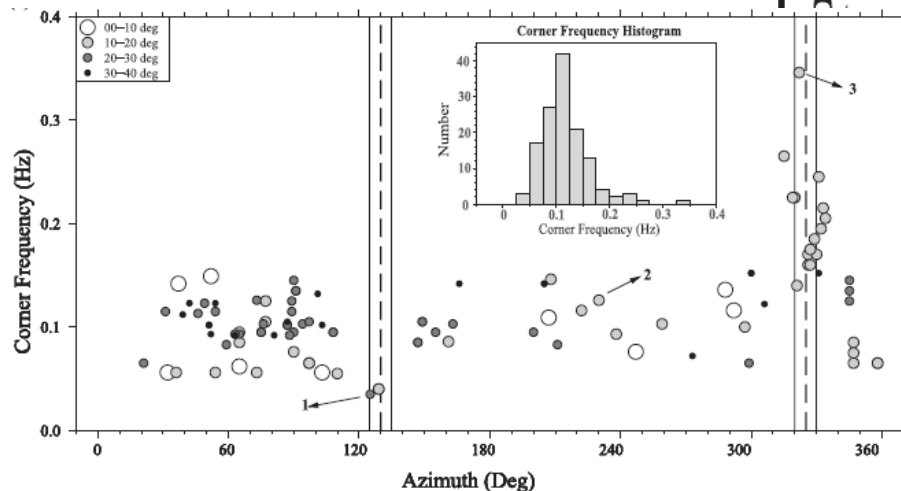 0.4
0.3
0.2
0.1
0.0
Corner Frequency (Hz)
00–10 deg
10–20 deg
20–30 deg
30–40 deg
Corner Frequency Histogram
40
30
20
10
0
Number
0 0.1 0.2 0.3 0.4
Corner Frequency (Hz)
3
2
1
0 60 120 180 240 300 360
Azimuth (Deg)